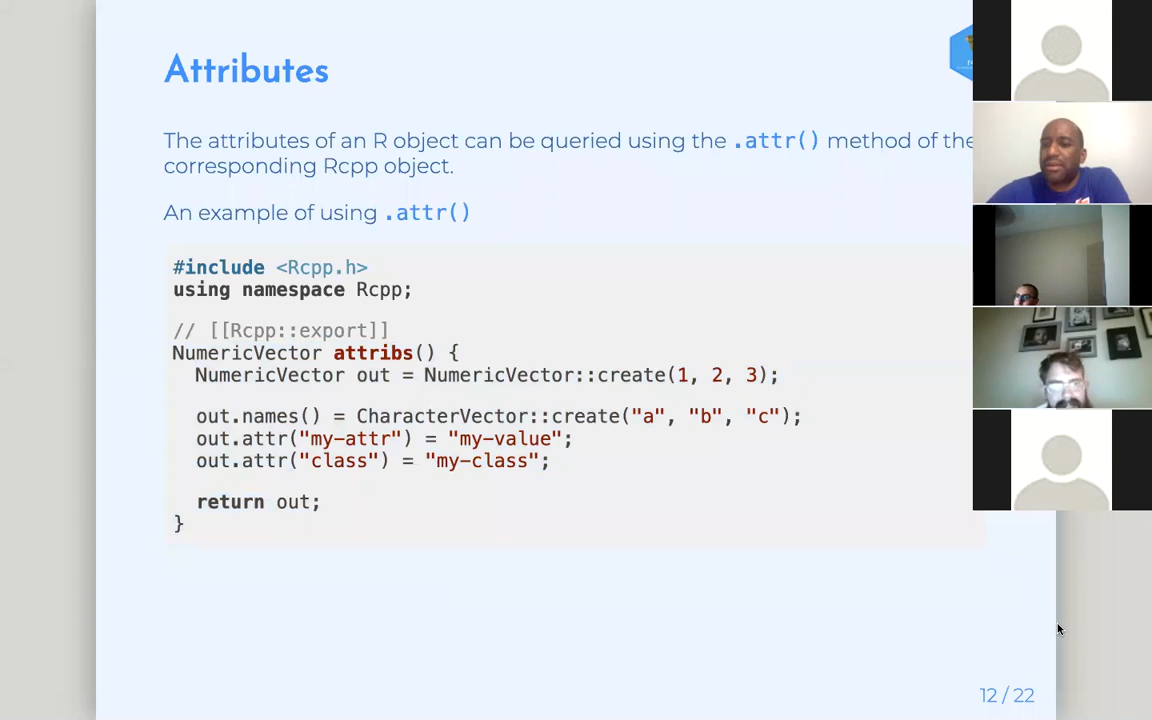 Attributes
The attributes of an R object can be queried using the .attr() method of the
corresponding Rcpp object.
An example of using .attr()
#include <Rcpp.h>
using namespace Rcpp;
// [[Rcpp::export]]
NumericVector attribs() {
  NumericVector out = NumericVector::create(1, 2, 3);
  out.names() = CharacterVector::create("a", "b", "c");
  out.attr("my-attr") = "my-value";
  out.attr("class") = "my-class";
  return out;
}
12 / 22